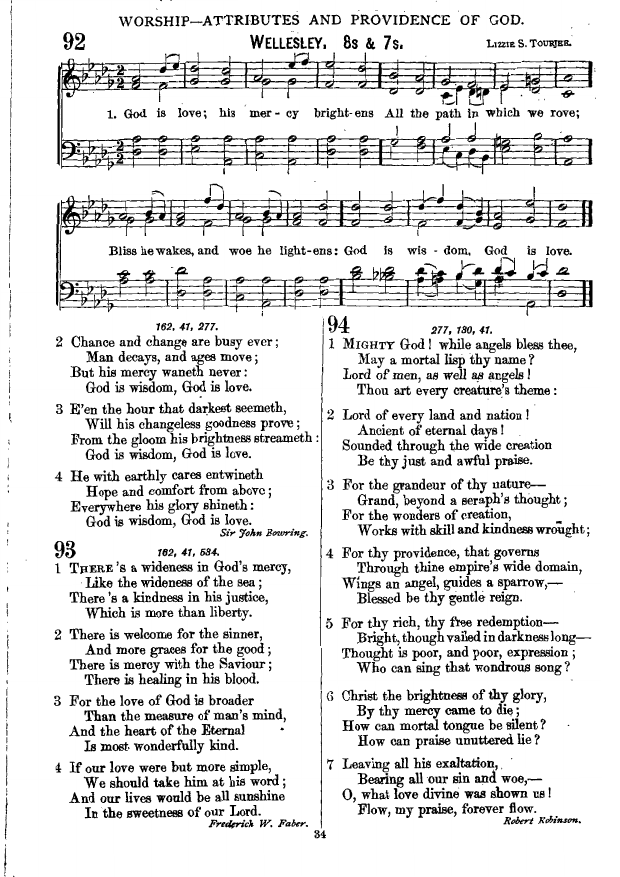 WORSHIP—ATTRIBUTES AND PROVIDENCE OF GOD.
92 WELLESLEY. 8s & 7s. LIZZIE S. TOURJEE.
1. God is love; his mer - cy bright-ens All the path in which we rove;
Bliss he wakes, and woe he light-ens: God is wis - dom, God is love.
162, 41, 277.
2 Chance and change are busy ever;
Man decays, and ages move;
But his mercy waneth never:
God is wisdom, God is love.
3 E'en the hour that darkest seemeth,
Will his changeless goodness prove;
From the gloom his brightness streameth:
God is wisdom, God is love.
4 He with earthly cares entwineth
Hope and comfort from above;
Everywhere his glory shineth:
God is wisdom, God is love.
Sir John Bowring.
93 162, 41, 534.
1 THERE'S a wideness in God's mercy,
Like the wideness of the sea;
There's a kindness in his justice,
Which is more than liberty.
2 There is welcome for the sinner,
And more graces for the good;
There is mercy with the Saviour;
There is healing in his blood.
3 For the love of God is broader
Than the measure of man's mind,
And the heart of the Eternal
Is most wonderfully kind.
4 If our love were but more simple,
We should take him at his word;
And our lives would be all sunshine
In the sweetness of our Lord.
Frederick W. Faber.
94 277, 130, 41.
1 MIGHTY God! while angels bless thee,
May a mortal lisp thy name?
Lord of men, as well as angels!
Thou art every creature's theme:
2 Lord of every land and nation!
Ancient of eternal days!
Sounded through the wide creation
Be thy just and awful praise.
3 For the grandeur of thy nature—
Grand, beyond a seraph's thought;
For the wonders of creation,
Works with skill and kindness wrought;
4 For thy providence, that governs
Through thine empire's wide domain,
Wings an angel, guides a sparrow,—
Blessed be thy gentle reign.
5 For thy rich, thy free redemption—
Bright, though vailed in darkness long—
Thought is poor, and poor, expression;
Who can sing that wondrous song?
6 Christ the brightness of thy glory,
By thy mercy came to die;
How can mortal tongue be silent?
How can praise unuttered lie?
7 Leaving all his exaltation,
Bearing all our sin and woe,—
O, what love divine was shown us!
Flow, my praise, forever flow.
Robert Robinson.
34